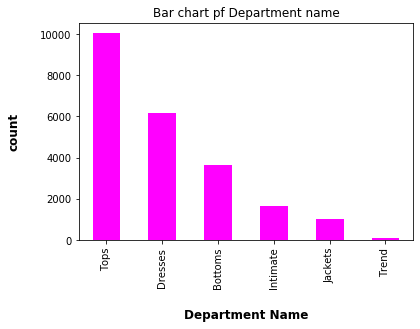 Bar chart pf Department name
10000
8000
6000
4000
2000
0
count
Tops
Dresses
Bottoms
Intimate
Jackets
Trend
Department Name